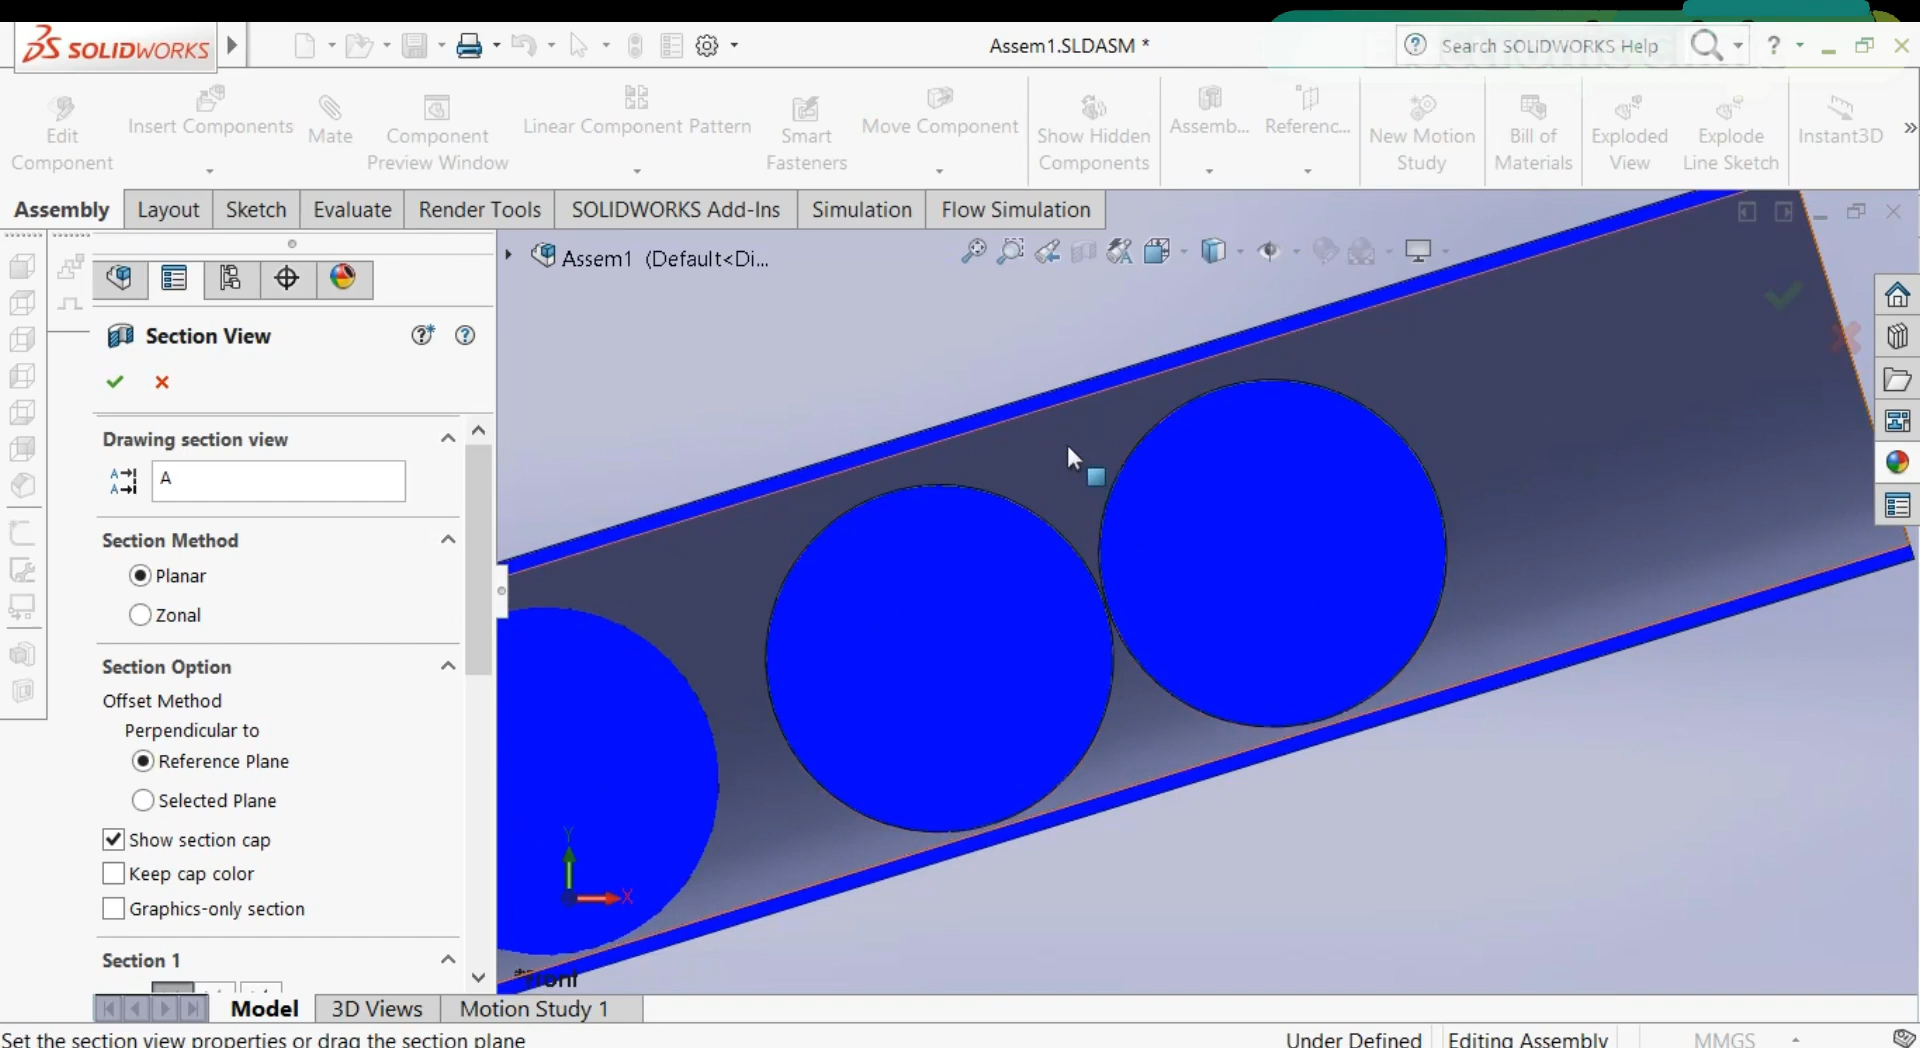 SOLIDWORKS
Assem1.SLDASM *
Search SOLIDWORKS Help
?
Edit Component
Insert Components
Mate
Component Preview Window
Linear Component Pattern
Smart Fasteners
Move Component
Show Hidden Components
Assemb...
Referenc...
New Motion Study
Bill of Materials
Exploded View
Explode Line Sketch
Instant3D
»
Assembly
Layout
Sketch
Evaluate
Render Tools
SOLIDWORKS Add-Ins
Simulation
Flow Simulation
Assem1 (Default<Di...
Section View
Drawing section view
A
Section Method
Planar
Zonal
Section Option
Offset Method
Perpendicular to
Reference Plane
Selected Plane
Show section cap
Keep cap color
Graphics-only section
Section 1
Y
X
*Front
Model
3D Views
Motion Study 1
Set the section view properties or drag the section plane
Under Defined
Editing Assembly
MMGS